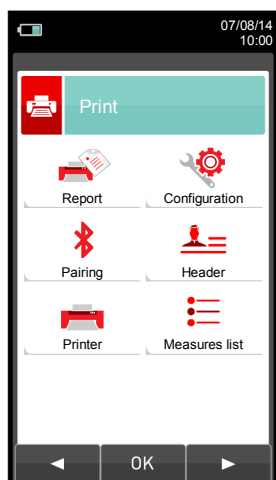 07/08/14
10:00
Print
Report
Configuration
Pairing
Header
Printer
Measures list
OK